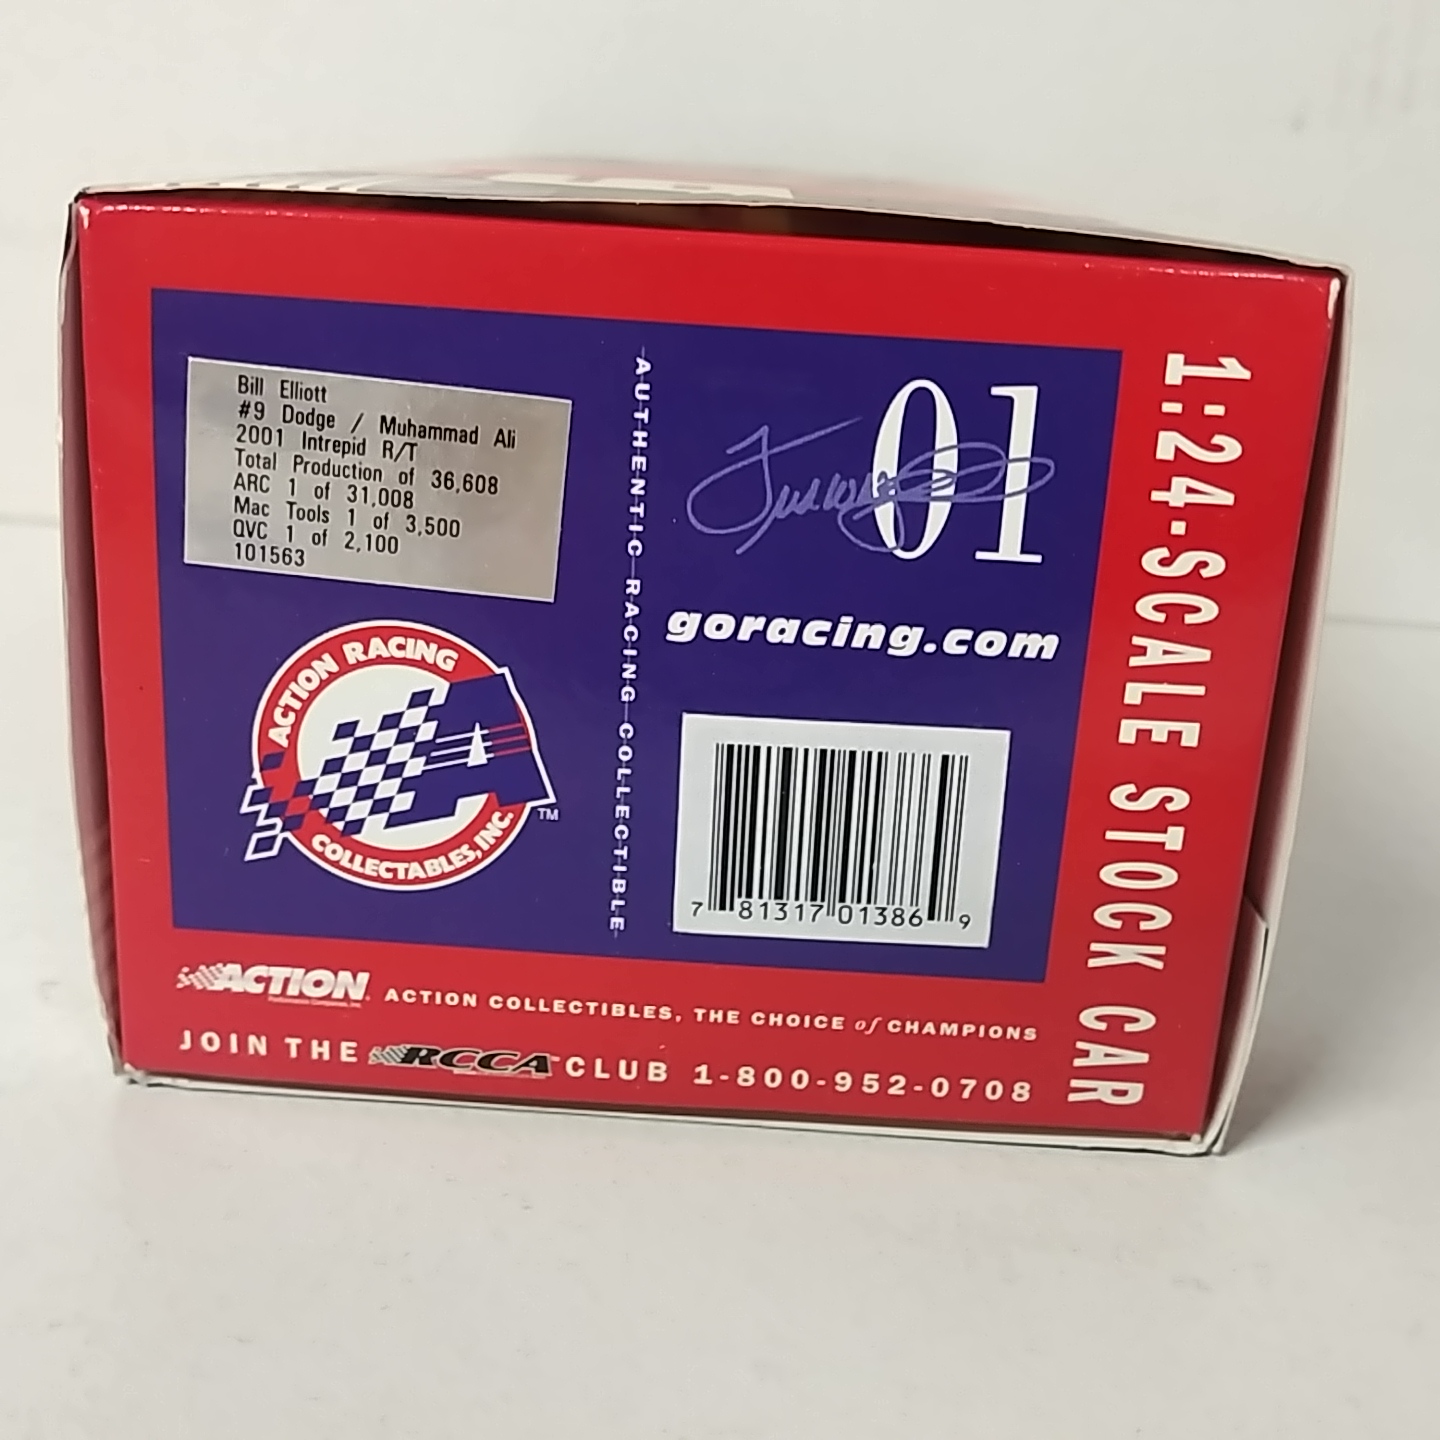 Bill Elliott
#9 Dodge / Muhammad Ali
2001 Intrepid R/T
Total Production of 36,608
ARC 1 of 31,008
Mac Tools 1 of 3,500
QVC 1 of 2,100
101563
ACTION RACING
COLLECTABLES, INC.
TM
AUTHENTIC RACING COLLECTIBLE
01
goracing.com
7 81317 01386 9
1:24-SCALE STOCK CAR
ACTION
ACTION COLLECTIBLES, THE CHOICE of CHAMPIONS
JOIN THE RCCA CLUB 1-800-952-0708